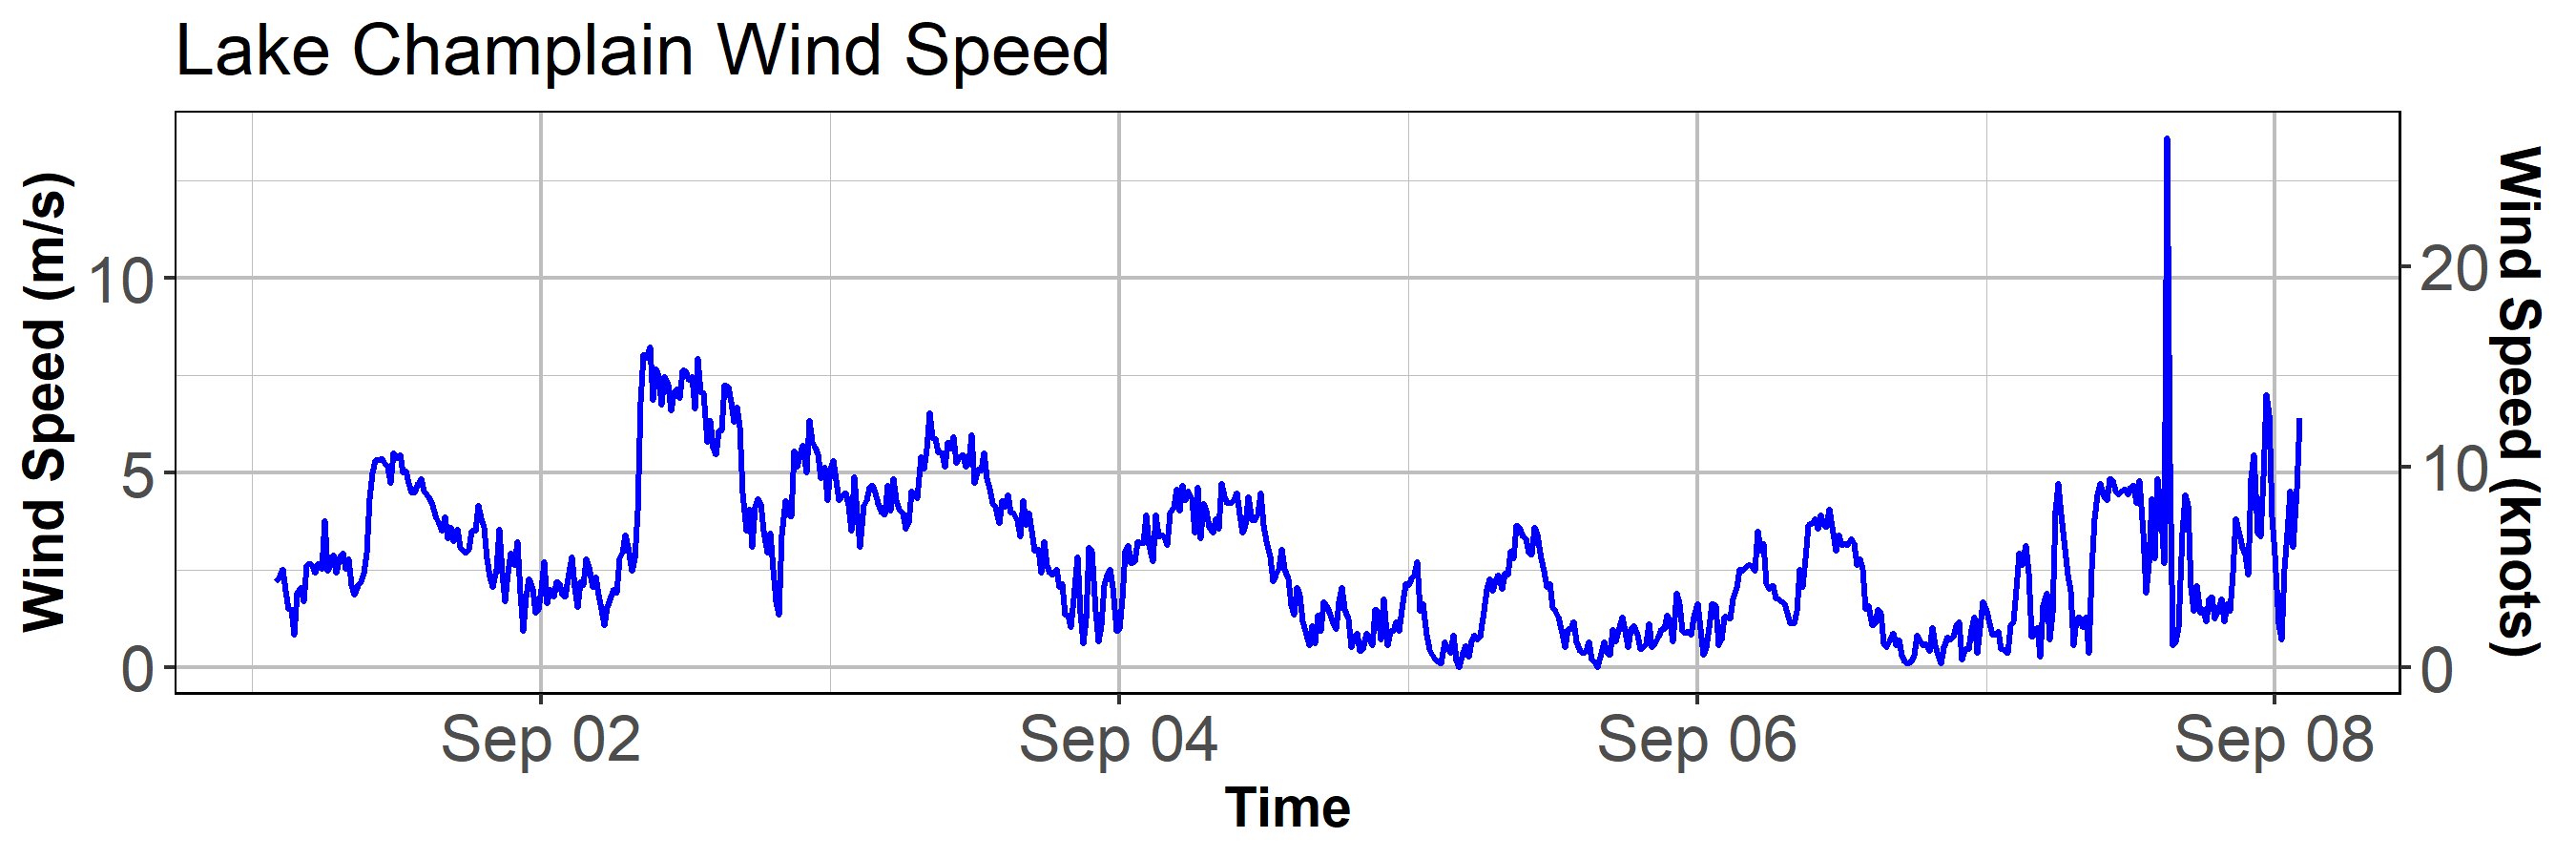 Lake Champlain Wind Speed
Wind Speed (m/s)
10
5
0
20
10
0
Wind Speed (knots)
Sep 02
Sep 04
Sep 06
Sep 08
Time